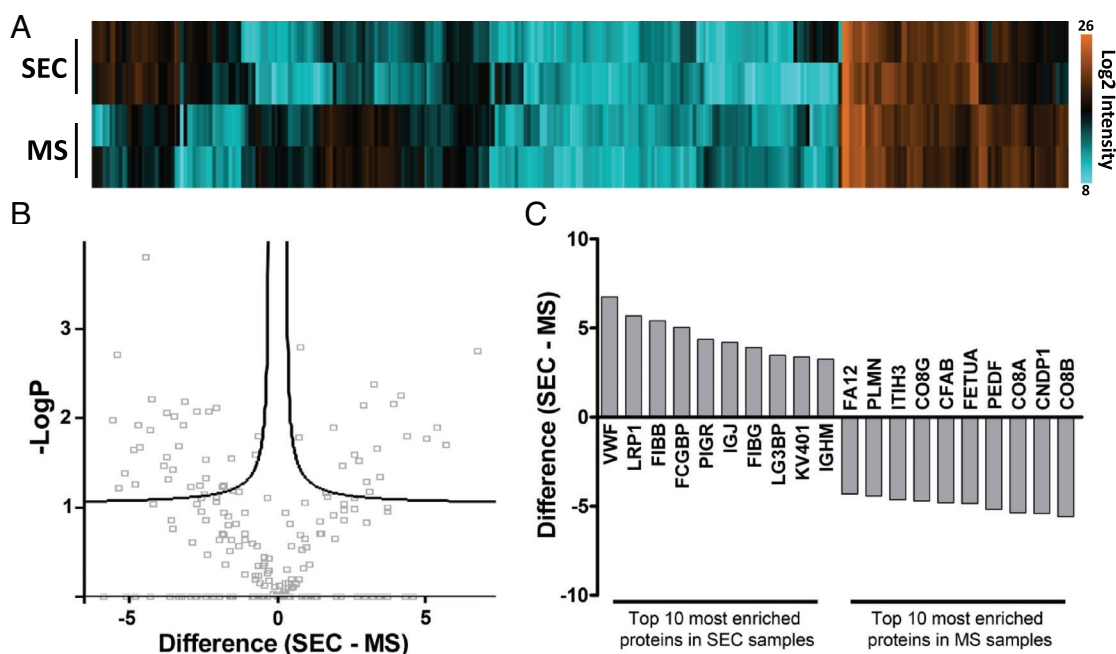 A
SEC
MS
26
Log2 Intensity
8
B
3
2
1
-LogP
-5
0
5
Difference (SEC - MS)
C
10
5
0
-5
-10
Difference (SEC - MS)
VWF
LRP1
FIBB
FCGBP
PIGR
IGJ
FIBG
LG3BP
KV401
IGHM
FA12
PLMN
ITIH3
CO8G
CFAB
FETUA
PEDF
CO8A
CNDP1
CO8B
Top 10 most enriched
proteins in SEC samples
Top 10 most enriched
proteins in MS samples